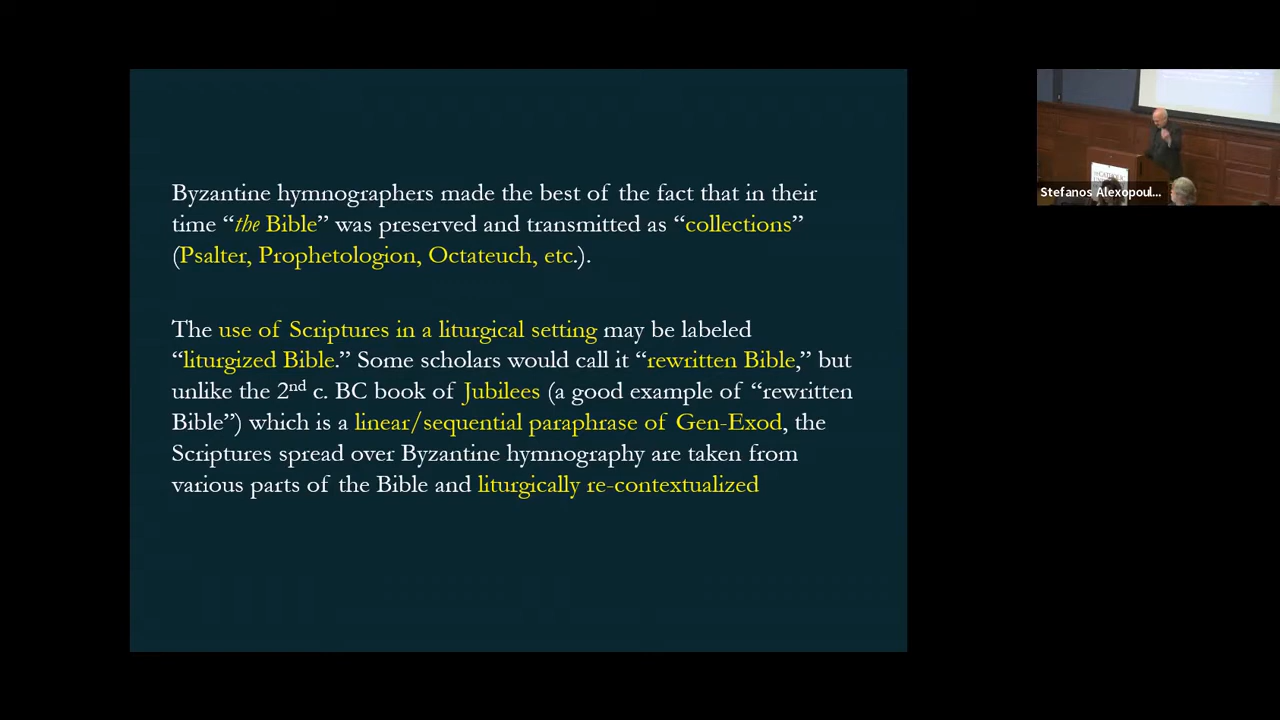 Byzantine hymnographers made the best of the fact that in their
time “the Bible” was preserved and transmitted as “collections”
(Psalter, Prophetologion, Octateuch, etc.).
The use of Scriptures in a liturgical setting may be labeled
“liturgized Bible.” Some scholars would call it “rewritten Bible,” but
unlike the 2nd c. BC book of Jubilees (a good example of “rewritten
Bible”) which is a linear/sequential paraphrase of Gen-Exod, the
Scriptures spread over Byzantine hymnography are taken from
various parts of the Bible and liturgically re-contextualized
Stefanos Alexopoul...